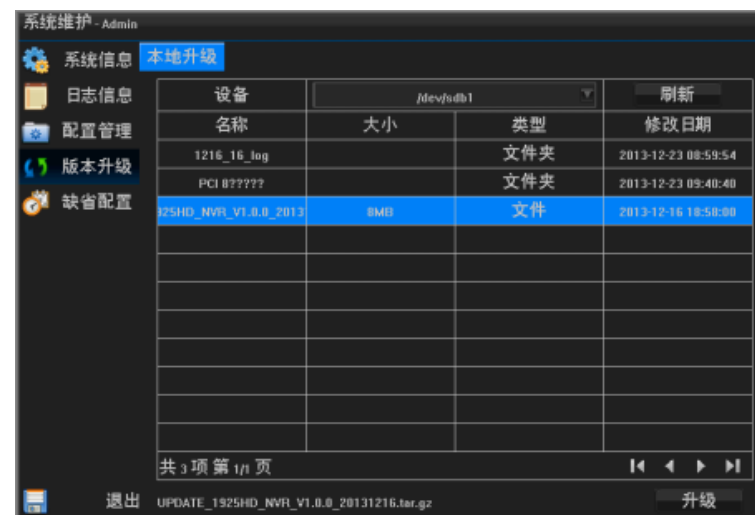 系统维护 - Admin
系统信息 本地升级
日志信息 设备 /dev/sdb1 刷新
配置管理 名称 大小 类型 修改日期
1216_16_log 文件夹 2013-12-23 08:59:54
版本升级
PCI 8????? 文件夹 2013-12-23 09:40:40
缺省配置
925HD_NVR_V1.0.0_2013 8MB 文件 2013-12-16 18:58:00
共 3 项 第 1/1 页
退出 UPDATE_1925HD_NVR_V1.0.0_20131216.tar.gz 升级